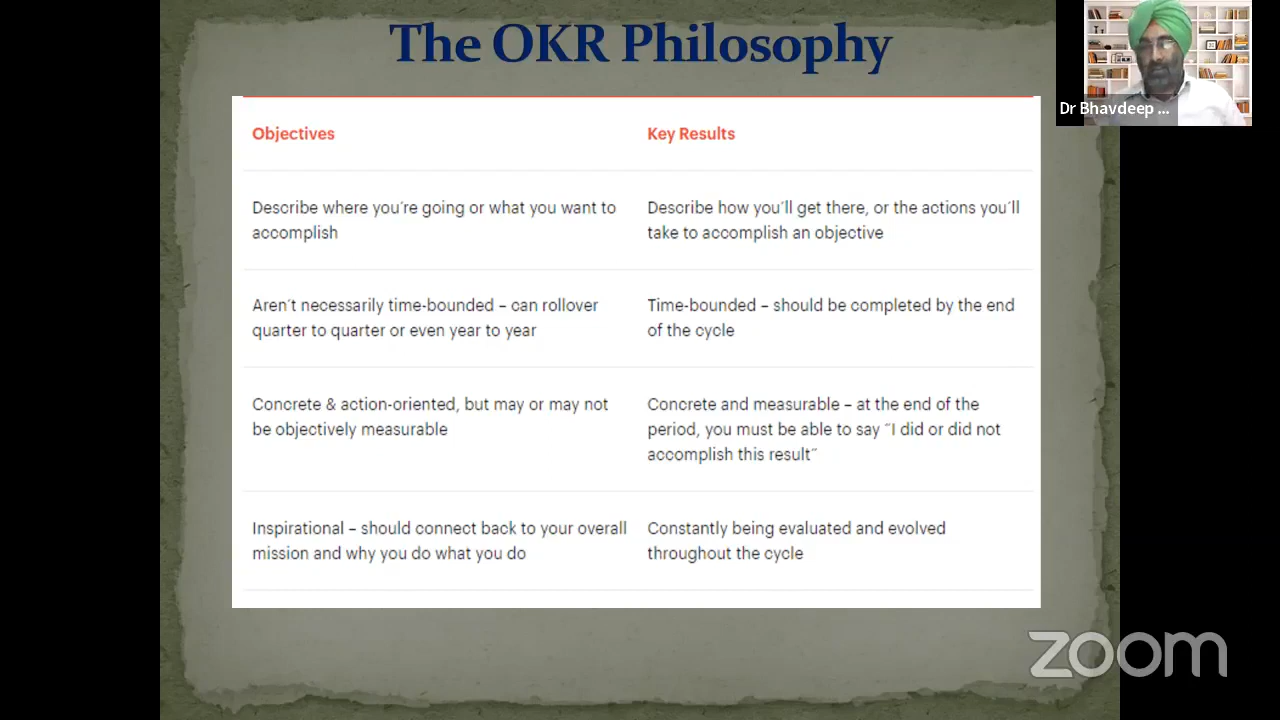 The OKR Philosophy
Dr Bhavdeep ...
Objectives
Key Results
Describe where you're going or what you want to
accomplish
Describe how you'll get there, or the actions you'll
take to accomplish an objective
Aren't necessarily time-bounded – can rollover
quarter to quarter or even year to year
Time-bounded – should be completed by the end
of the cycle
Concrete & action-oriented, but may or may not
be objectively measurable
Concrete and measurable – at the end of the
period, you must be able to say "I did or did not
accomplish this result"
Inspirational – should connect back to your overall
mission and why you do what you do
Constantly being evaluated and evolved
throughout the cycle
zoom